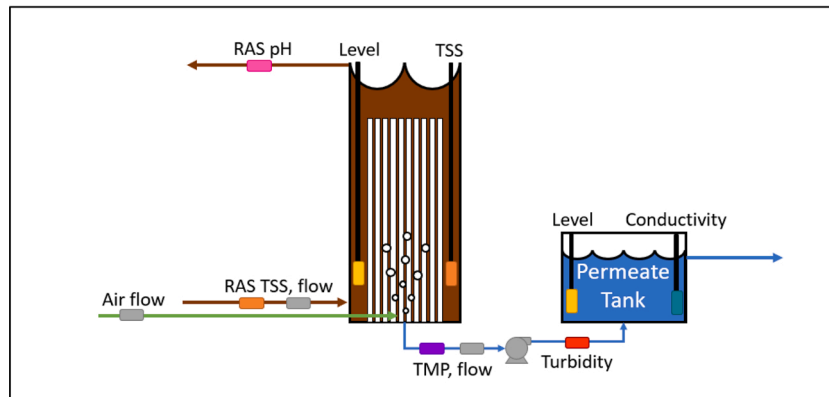 RAS pH
Level
TSS
Level
Conductivity
Permeate
Tank
RAS TSS, flow
Air flow
TMP, flow
Turbidity